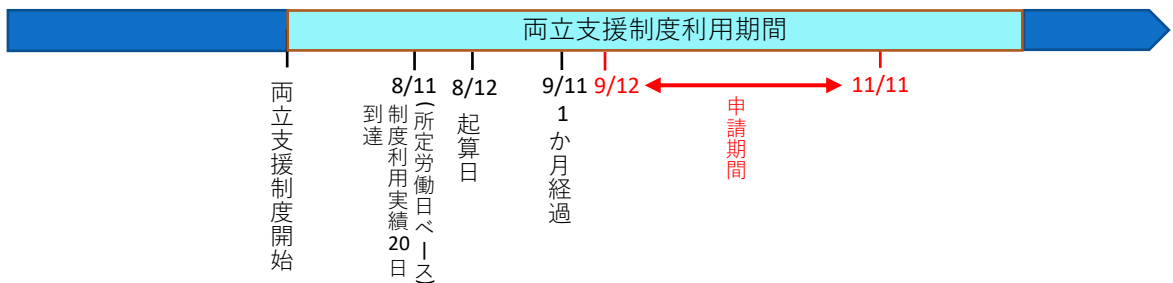 両立支援制度利用期間
両立支援制度開始
8/11
(所定労働日ベース)
制度利用実績20日
到達
8/12
起算日
9/11
1か月経過
9/12
申請期間
11/11